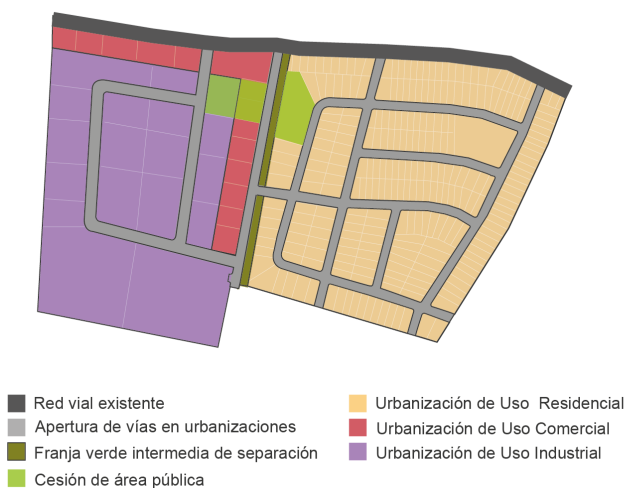 Red vial existente
Apertura de vías en urbanizaciones
Franja verde intermedia de separación
Cesión de área pública
Urbanización de Uso Residencial
Urbanización de Uso Comercial
Urbanización de Uso Industrial